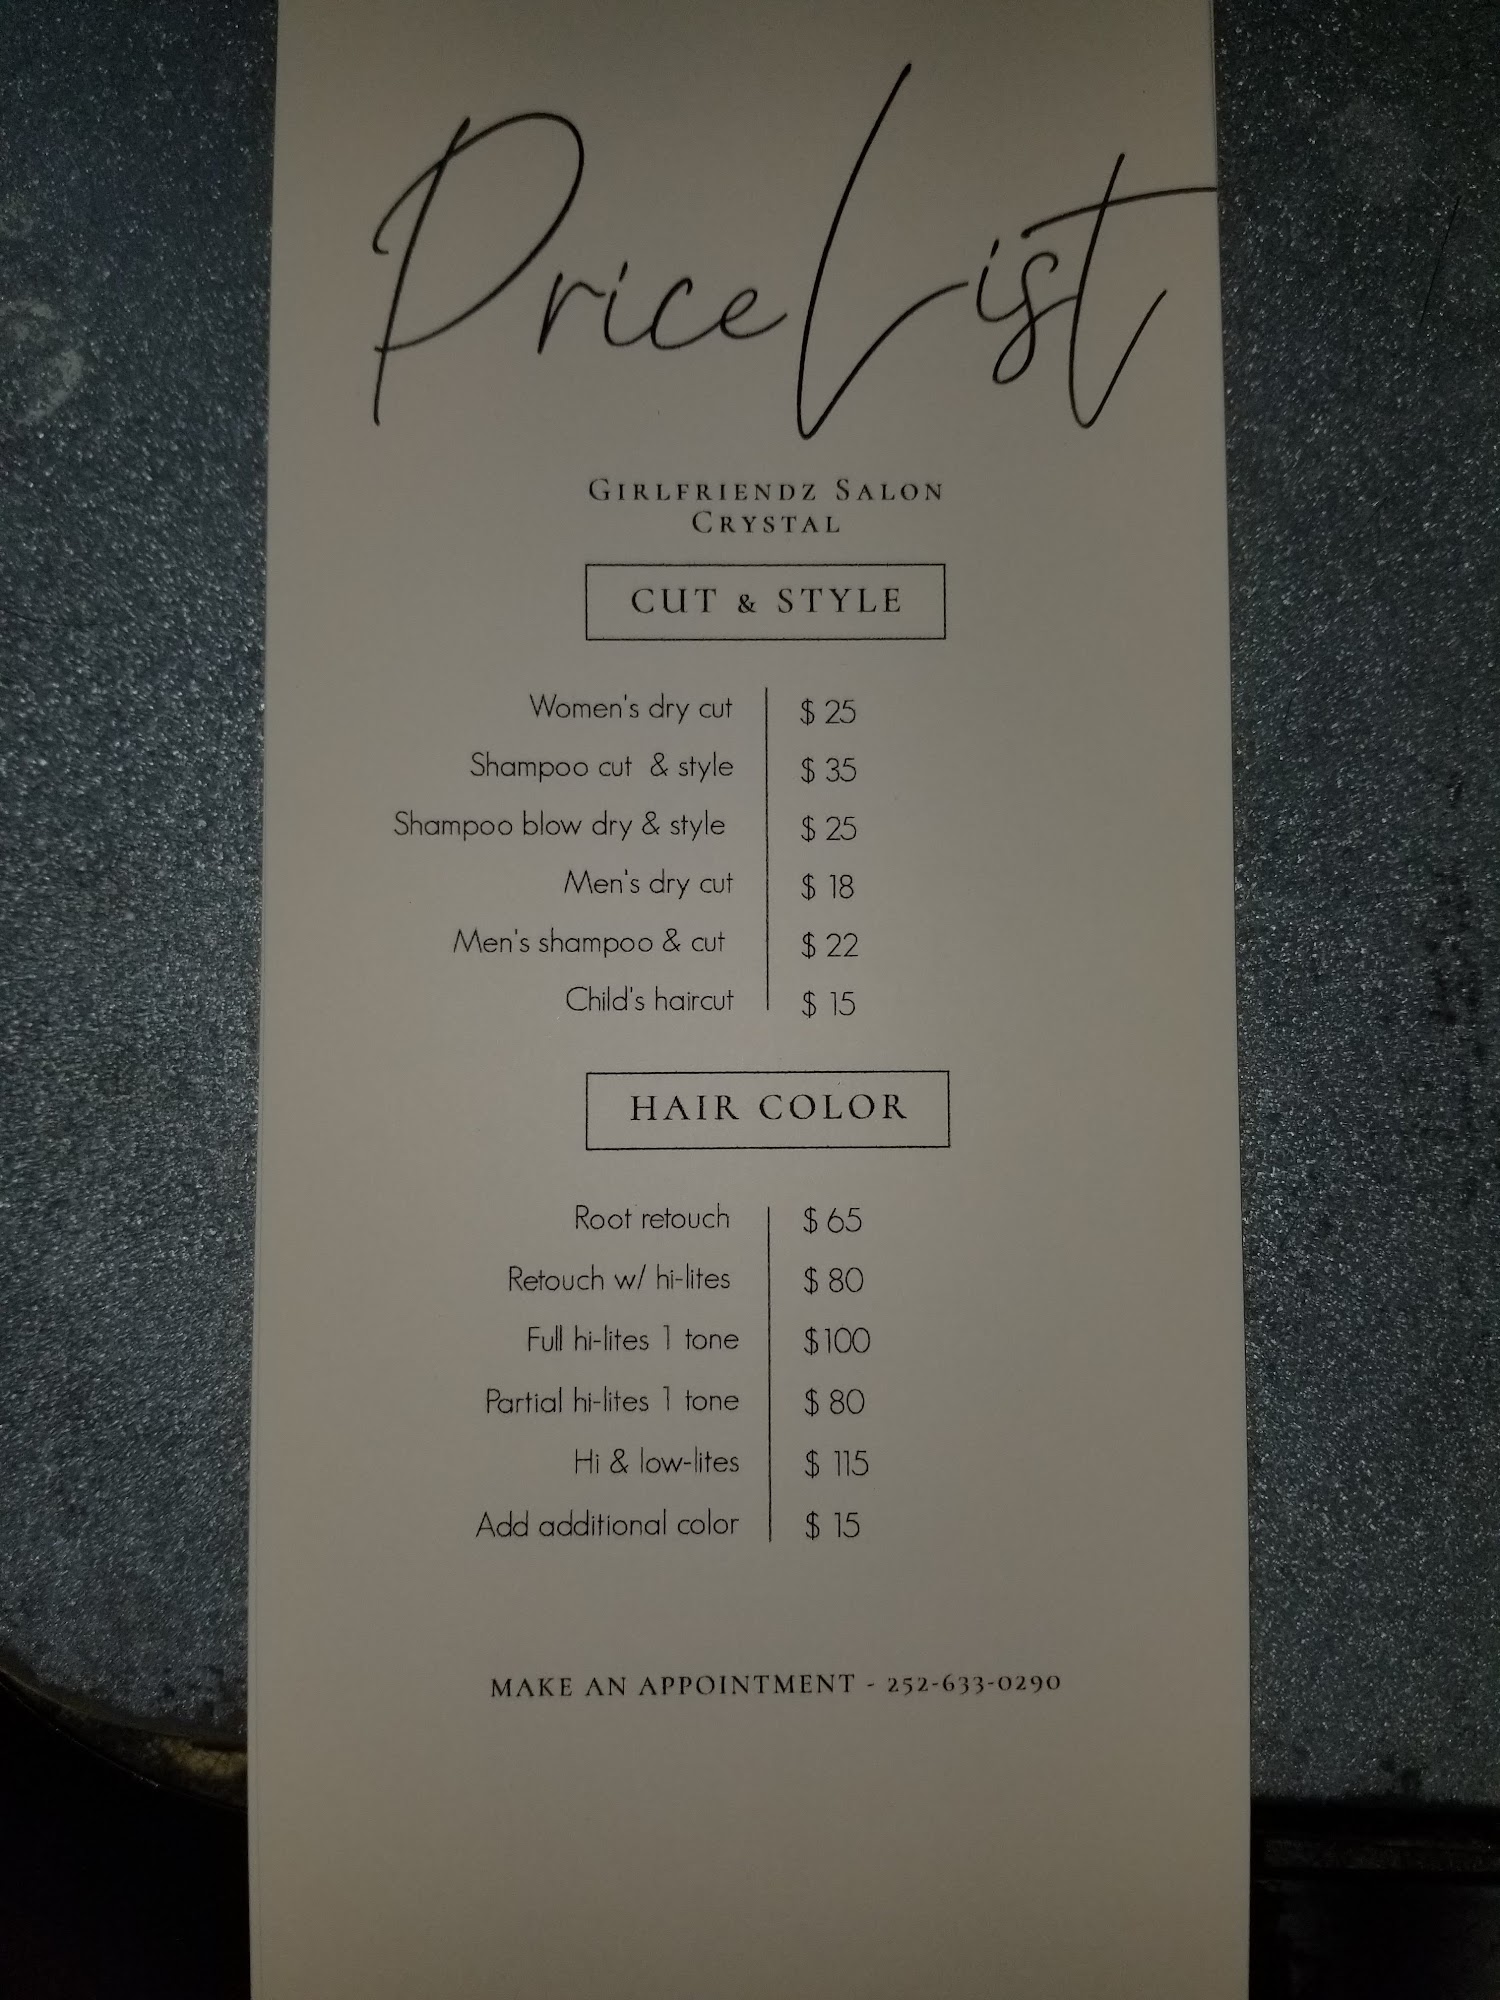 Price List
GIRLFRIENDZ SALON
CRYSTAL
CUT & STYLE
Women's dry cut $ 25
Shampoo cut & style $ 35
Shampoo blow dry & style $ 25
Men's dry cut $ 18
Men's shampoo & cut $ 22
Child's haircut $ 15
HAIR COLOR
Root retouch $ 65
Retouch w/ hi-lites $ 80
Full hi-lites 1 tone $100
Partial hi-lites 1 tone $ 80
Hi & low-lites $ 115
Add additional color $ 15
MAKE AN APPOINTMENT - 252-633-0290